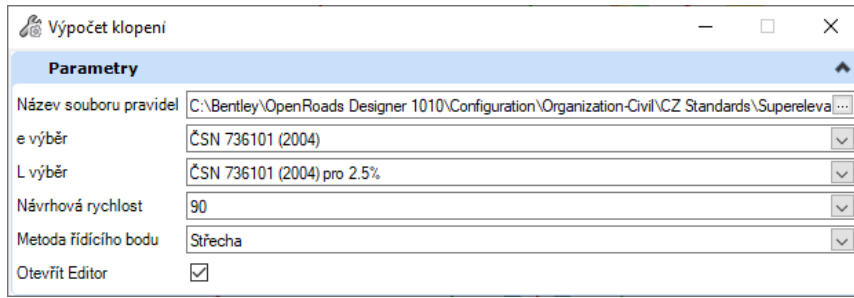 Výpočet klopení
Parametry
Název souboru pravidel C:\Bentley\OpenRoads Designer 1010\Configuration\Organization-Civil\CZ Standards\Supereleva ...
e výběr ČSN 736101 (2004)
L výběr ČSN 736101 (2004) pro 2.5%
Návrhová rychlost 90
Metoda řídícího bodu Střecha
Otevřít Editor